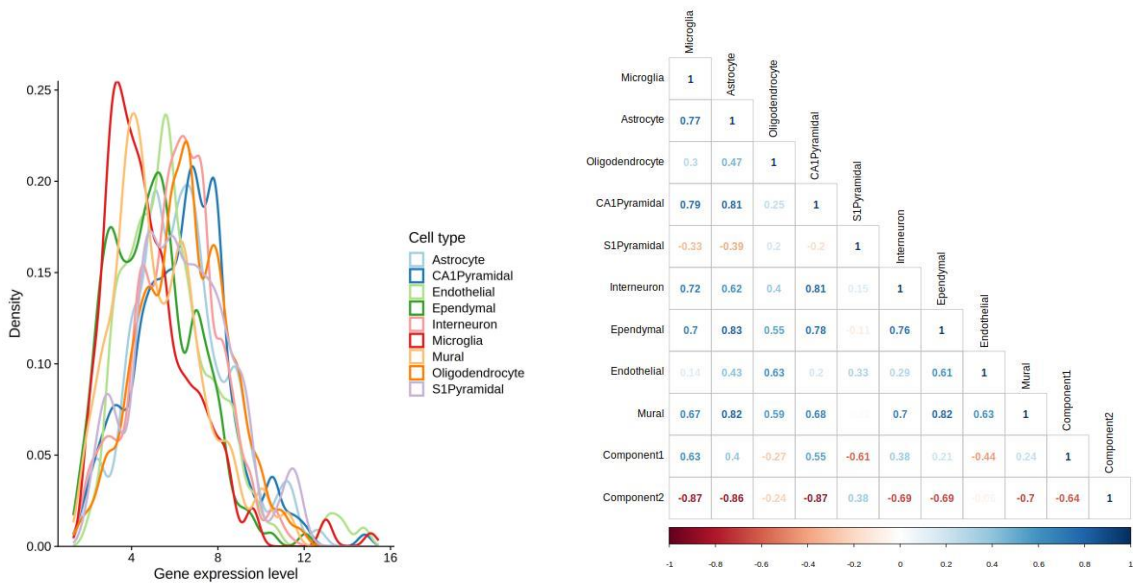 0.25
0.20
0.15
0.10
0.05
0.00
4
8
12
16
Density
Gene expression level
Cell type
Astrocyte
CA1Pyramidal
Endothelial
Ependymal
Interneuron
Microglia
Mural
Oligodendrocyte
S1Pyramidal
Microglia
Astrocyte
Oligodendrocyte
CA1Pyramidal
S1Pyramidal
Interneuron
Ependymal
Endothelial
Mural
Component1
Component2
Microglia 1
Astrocyte 0.77 1
Oligodendrocyte 0.3 0.47 1
CA1Pyramidal 0.79 0.81 0.25 1
S1Pyramidal -0.33 -0.39 0.2 -0.2 1
Interneuron 0.72 0.62 0.4 0.81 0.15 1
Ependymal 0.7 0.83 0.55 0.78 -0.11 0.76 1
Endothelial 0.14 0.43 0.63 0.2 0.33 0.29 0.61 1
Mural 0.67 0.82 0.59 0.68 0.7 0.82 0.63 1
Component1 0.63 0.4 -0.27 0.55 -0.61 0.38 0.21 -0.44 0.24 1
Component2 -0.87 -0.86 -0.24 -0.87 0.38 -0.69 -0.69 -0.7 -0.64 1
-1 -0.8 -0.6 -0.4 -0.2 0 0.2 0.4 0.6 0.8 1